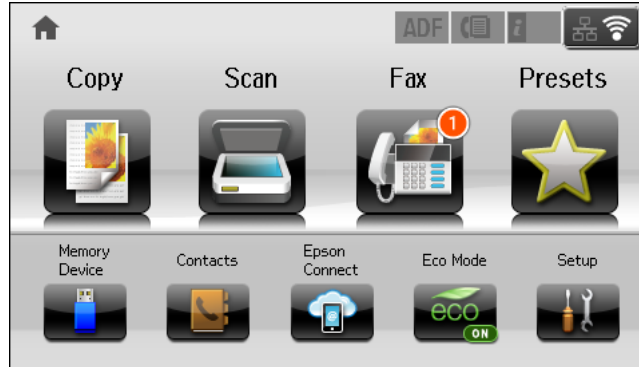 ADF i
Copy Scan Fax Presets
1
Memory Device Contacts Epson Connect Eco Mode Setup
@
eco
ON